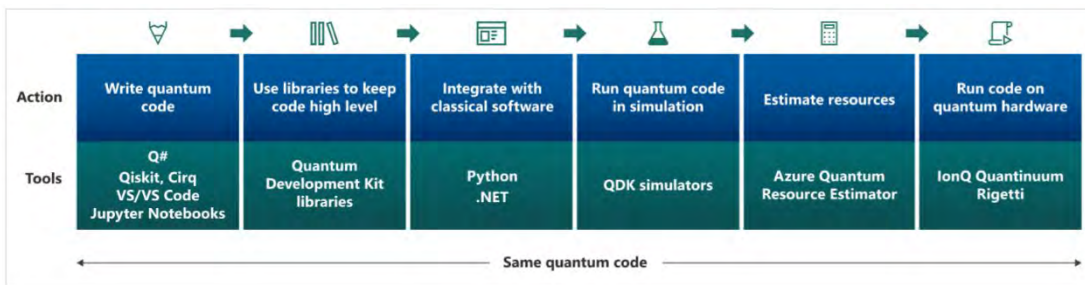 Action
Write quantum
code
Use libraries to keep
code high level
Integrate with
classical software
Run quantum code
in simulation
Estimate resources
Run code on
quantum hardware
Tools
Q#
Qiskit, Cirq
VS/VS Code
Jupyter Notebooks
Quantum
Development Kit
libraries
Python
.NET
QDK simulators
Azure Quantum
Resource Estimator
IonQ Quantinuum
Rigetti
Same quantum code